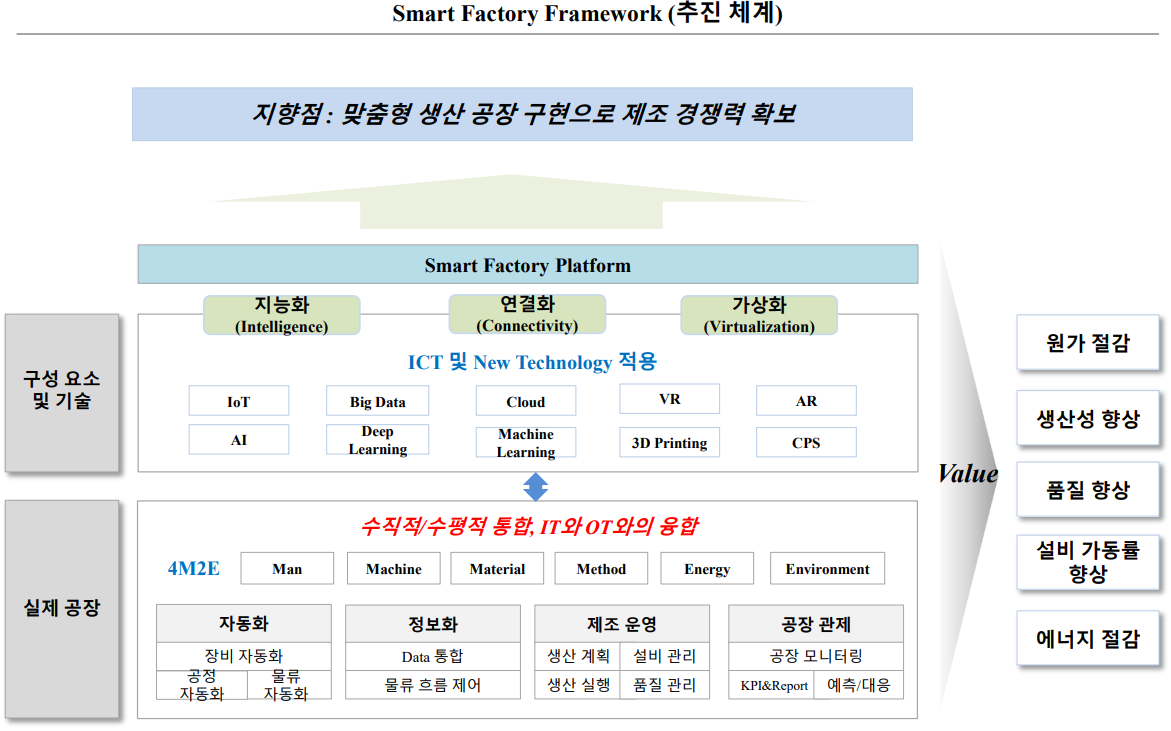 Smart Factory Framework (추진 체계)
지향점 : 맞춤형 생산 공장 구현으로 제조 경쟁력 확보
Smart Factory Platform
지능화
(Intelligence)
연결화
(Connectivity)
가상화
(Virtualization)
구성 요소
및 기술
ICT 및 New Technology 적용
IoT
Big Data
Cloud
VR
AR
AI
Deep
Learning
Machine
Learning
3D Printing
CPS
실제 공장
수직적/수평적 통합, IT와 OT와의 융합
4M2E
Man
Machine
Material
Method
Energy
Environment
자동화
장비 자동화
공정
자동화
물류
자동화
정보화
Data 통합
물류 흐름 제어
제조 운영
생산 계획
설비 관리
생산 실행
품질 관리
공장 관제
공장 모니터링
KPI&Report
예측/대응
Value
원가 절감
생산성 향상
품질 향상
설비 가동률
향상
에너지 절감